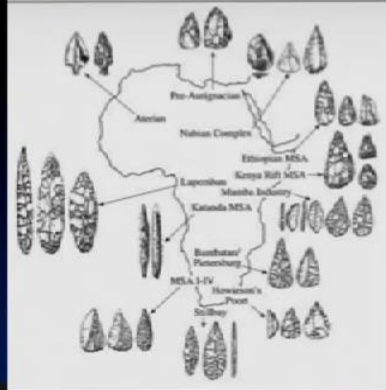 Pre-Aurignacian
Aterian
Nubian Complex
Ethiopian MSA
Kenya Rift MSA
Lupemban
Mumba Industry
Katanda MSA
Bambatan/
Pietersburg
MSA I-IV
Howieson's
Poort
Stillbay